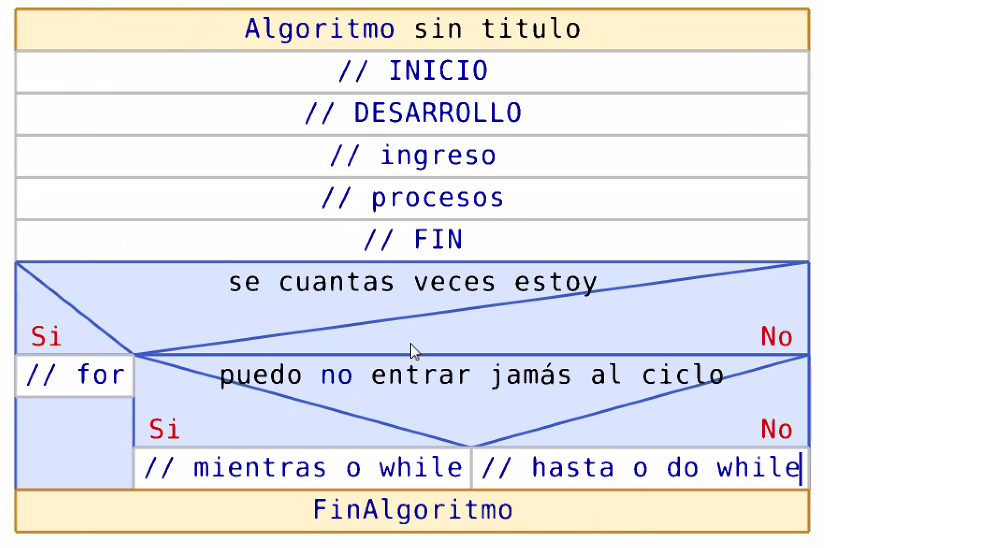 Algoritmo sin titulo
// INICIO
// DESARROLLO
// ingreso
// procesos
// FIN
se cuantas veces estoy
Si
No
// for
puedo no entrar jamás al ciclo
Si
No
// mientras o while
// hasta o do while
FinAlgoritmo